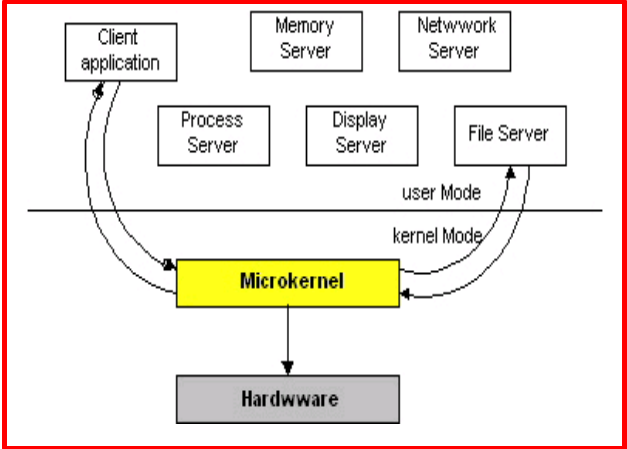 Client
application
Memory
Server
Netwwork
Server
Process
Server
Display
Server
File Server
user Mode
kernel Mode
Microkernel
Hardwware